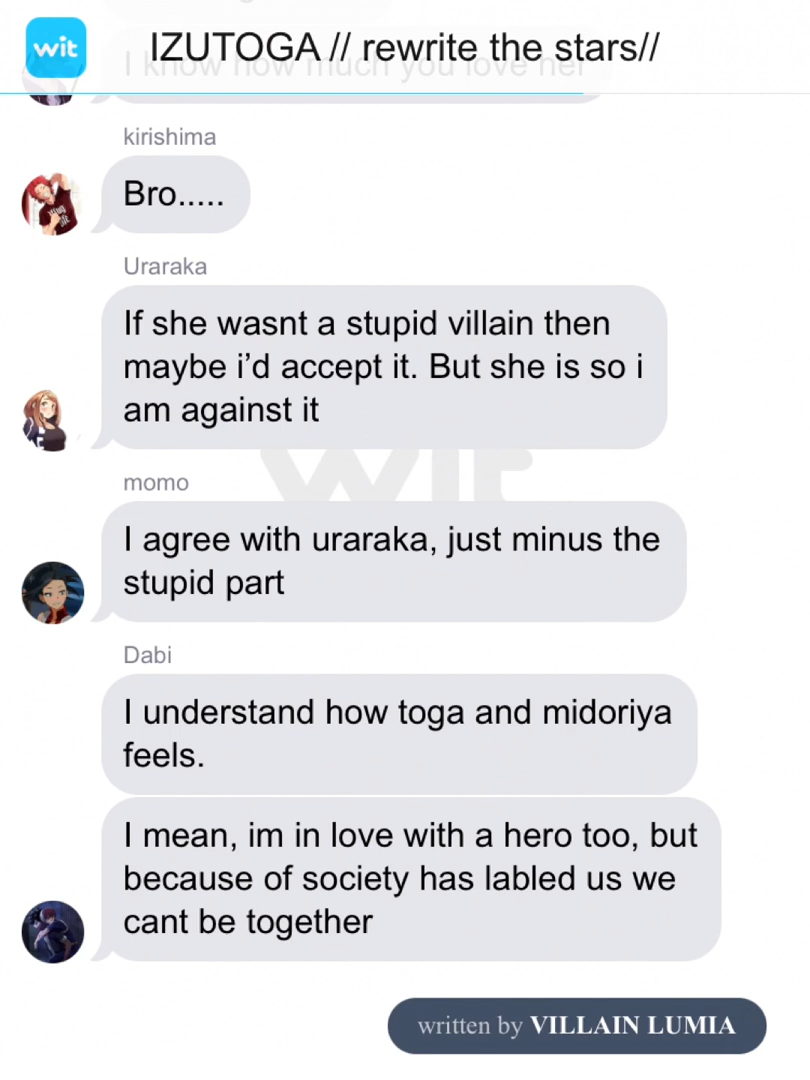 wit
IZUTOGA // rewrite the stars//
I know how much you love her
kirishima
Bro.....
Uraraka
If she wasnt a stupid villain then
maybe i'd accept it. But she is so i
am against it
wit
momo
I agree with uraraka, just minus the
stupid part
Dabi
I understand how toga and midoriya
feels.
I mean, im in love with a hero too, but
because of society has labled us we
cant be together
written by VILLAIN LUMIA